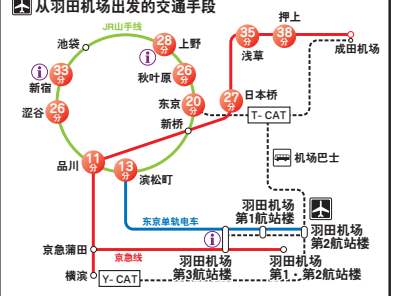 从羽田机场出发的交通手段
JR山手线
押上
池袋
28分
上野
35分
38分
浅草
成田机场
i
33分
新宿
i
26分
秋叶原
26分
涩谷
20分
东京
27分
日本桥
T-CAT
新桥
机场巴士
品川
11分
13分
滨松町
东京单轨电车
羽田机场
第1航站楼
羽田机场
第2航站楼
i
京急蒲田
京急线
羽田机场
第3航站楼
羽田机场
第1・第2航站楼
横滨
Y-CAT